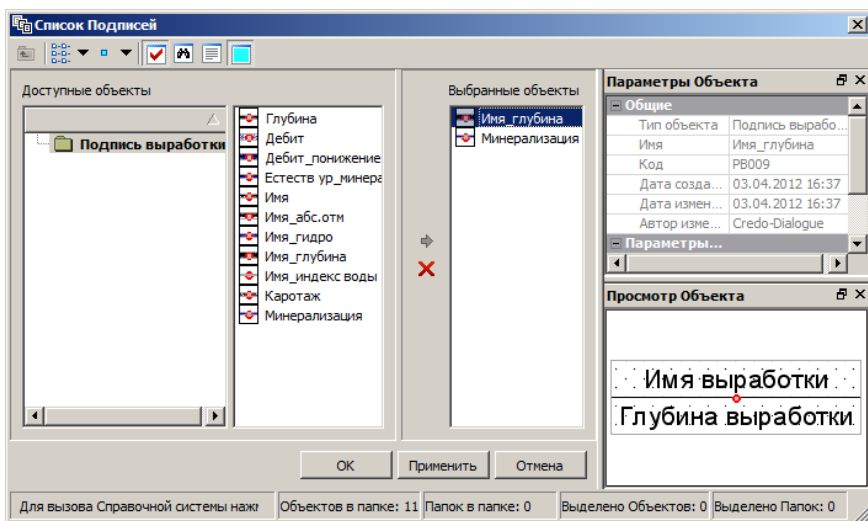 Список Подписей
Доступные объекты
Подпись выработки
Глубина
Дебит
Дебит_понижение
Естеств ур_минера
Имя
Имя_абс.отм
Имя_гидро
Имя_глубина
Имя_индекс воды
Каротаж
Минерализация
Выбранные объекты
Имя_глубина
Минерализация
Параметры Объекта
Общие
Тип объекта Подпись вырабо...
Имя Имя_глубина
Код PB009
Дата созда... 03.04.2012 16:37
Дата измен... 03.04.2012 16:37
Автор изме... Credo-Dialogue
Параметры...
Просмотр Объекта
Имя выработки
Глубина выработки
ОК Применить Отмена
Для вызова Справочной системы нажм Объектов в папке: 11 Папок в папке: 0 Выделено Объектов: 0 Выделено Папок: 0